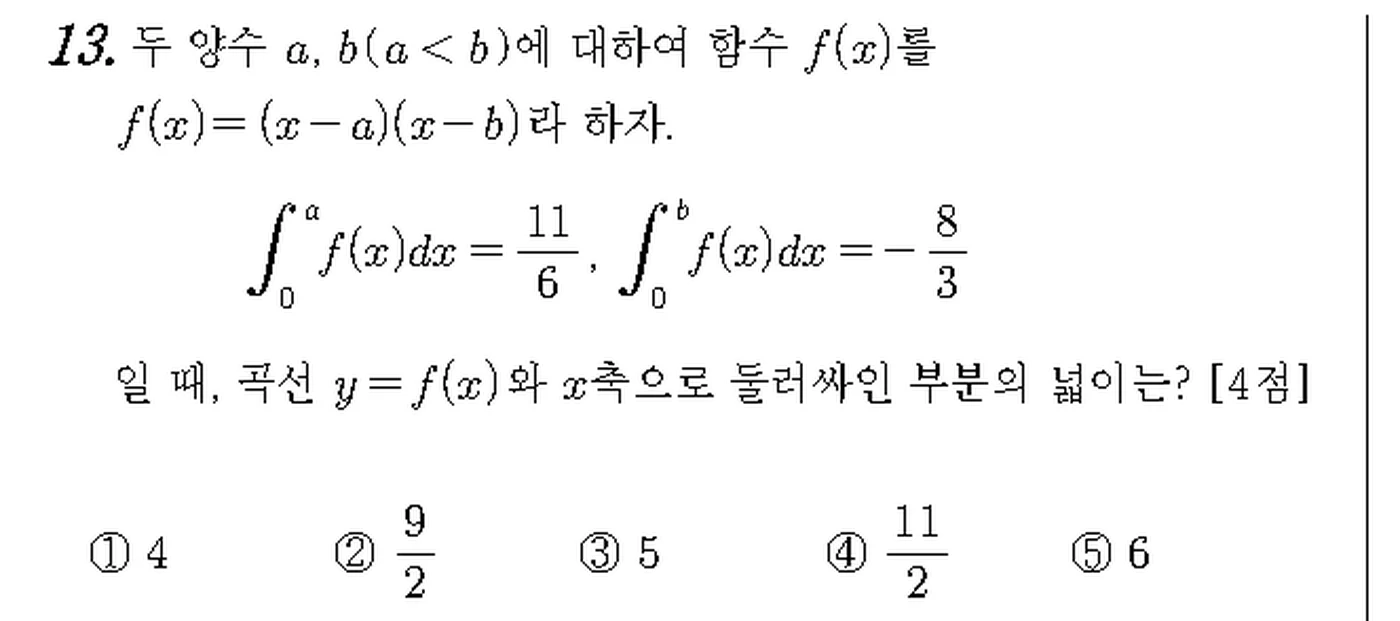 13. 두 양수 a, b(a < b)에 대하여 함수 f(x)를
f(x)=(x-a)(x-b)라 하자.
∫₀ᵃ f(x)dx = 11/6, ∫₀ᵇ f(x)dx = -8/3
일 때, 곡선 y=f(x)와 x축으로 둘러싸인 부분의 넓이는? [4점]
① 4 ② 9/2 ③ 5 ④ 11/2 ⑤ 6